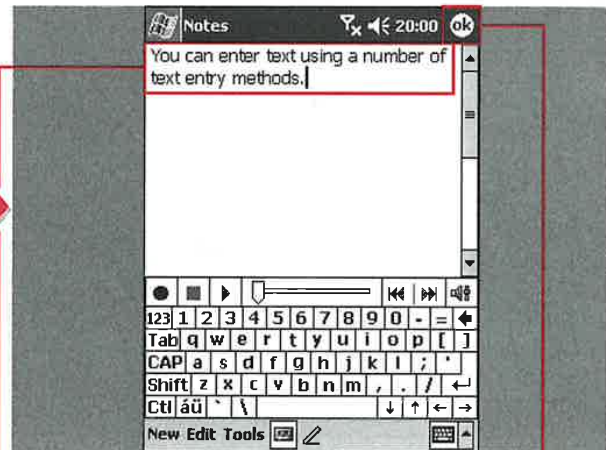 Notes 20:00 ok
You can enter text using a number of
text entry methods.
123 1 2 3 4 5 6 7 8 9 0 - =
Tab q w e r t y u i o p [ ]
CAP a s d f g h j k l ; '
Shift z x c v b n m , . /
Ctl áü ` \
New Edit Tools